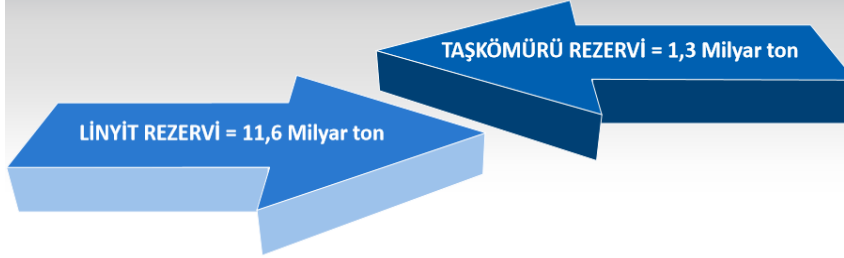 TAŞKÖMÜRÜ REZERVİ = 1,3 Milyar ton
LİNYİT REZERVİ = 11,6 Milyar ton